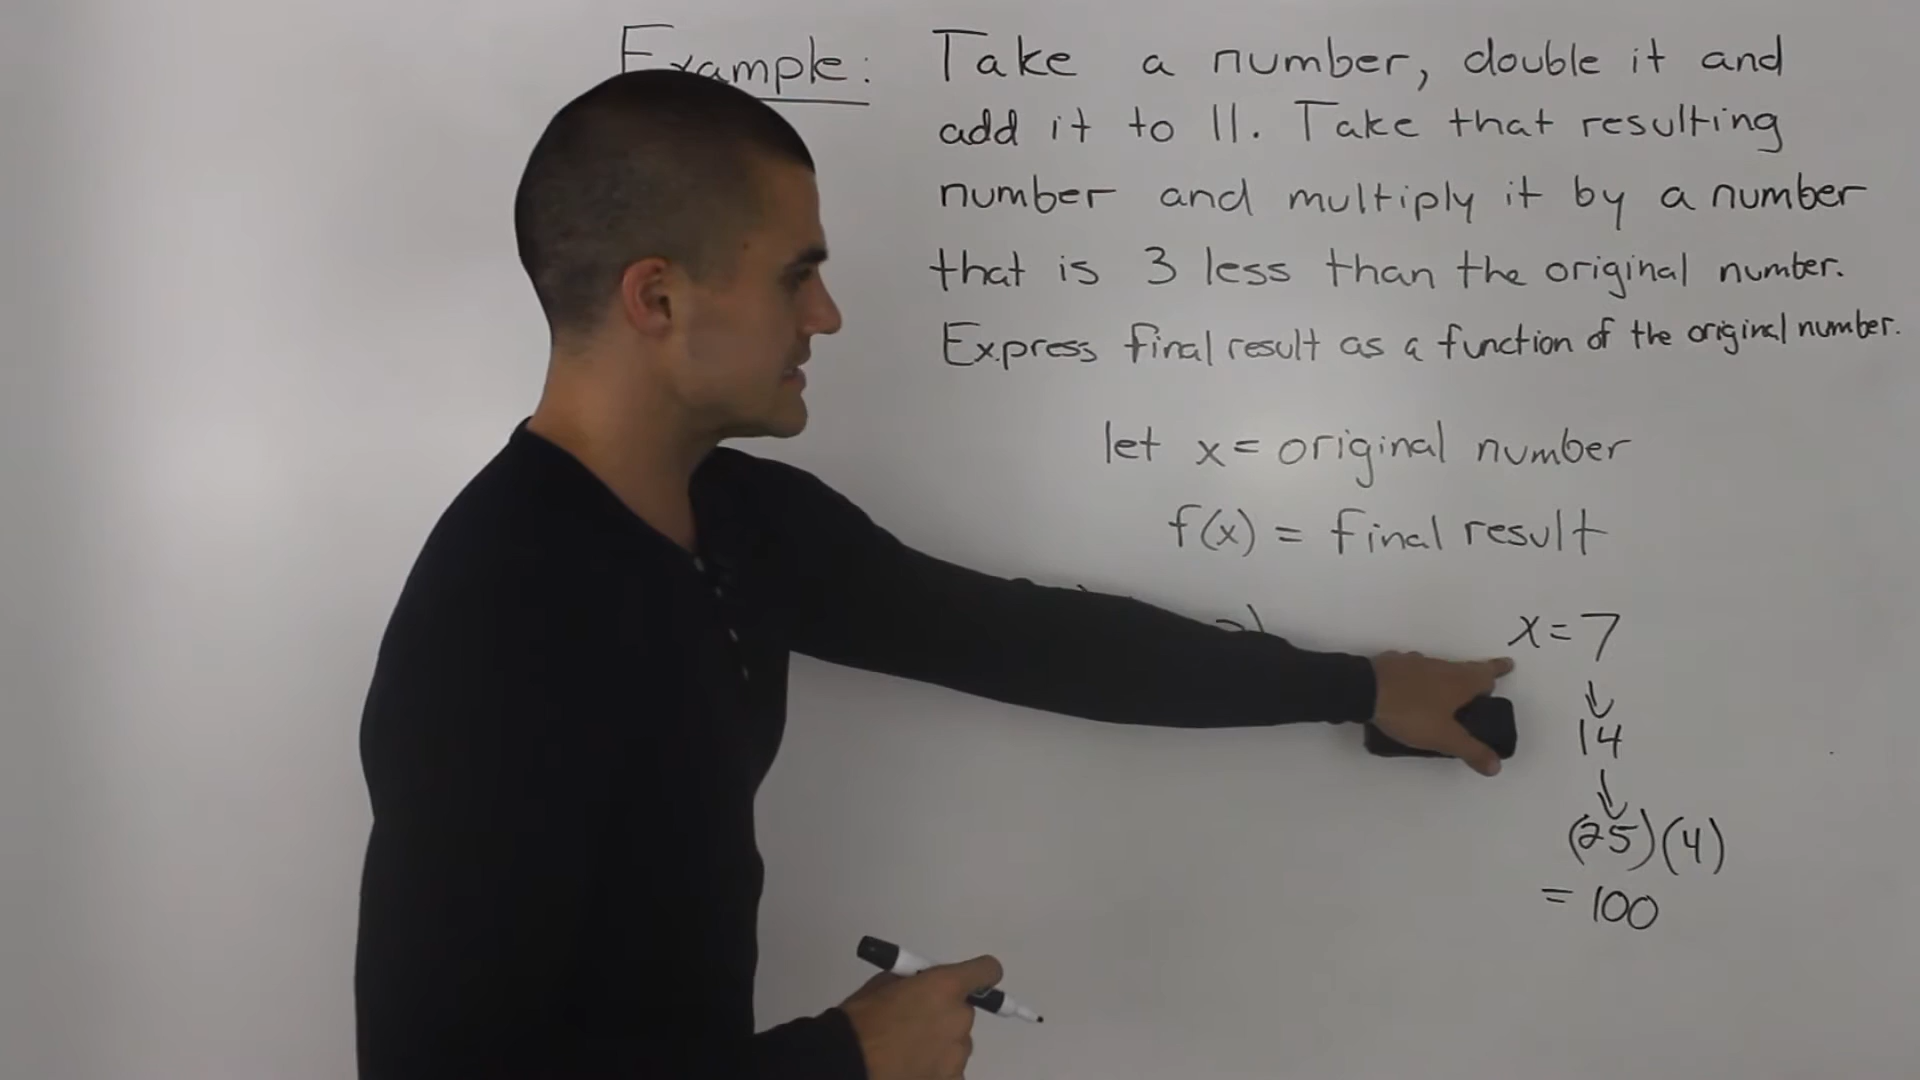 Example: Take a number, double it and
add it to 11. Take that resulting
number and multiply it by a number
that is 3 less than the original number.
Express final result as a function of the original number.
let x = original number
f(x) = final result
x = 7
14
(25)(4)
= 100